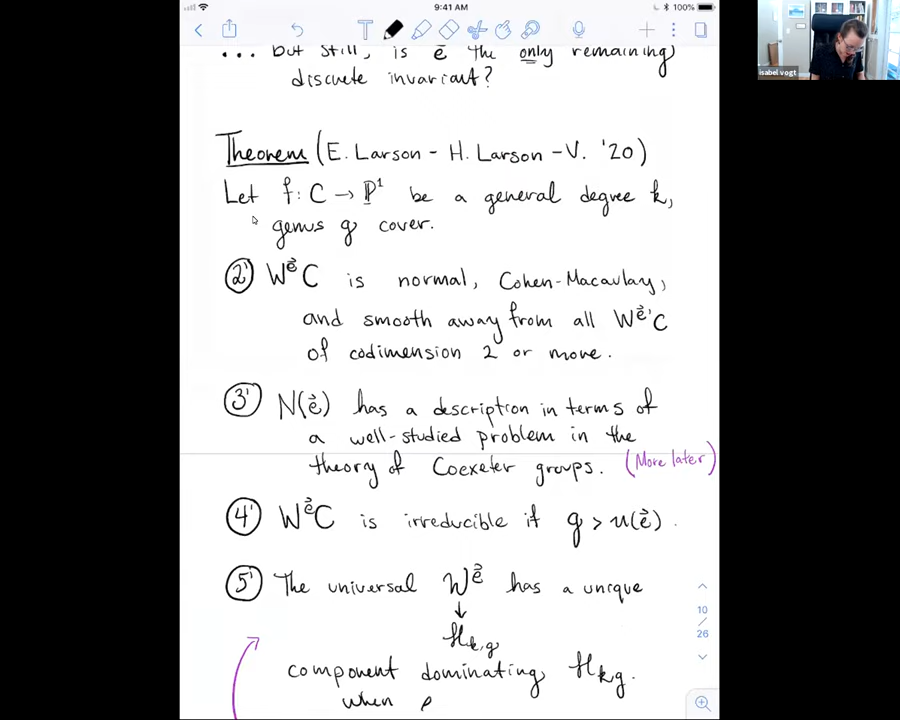 9:41 AM
100%
... but still, is e⃗ the only remaining
discrete invariant?
isabel vogt
Theorem (E. Larson - H. Larson - V. '20)
Let f: C → P¹ be a general degree k,
genus g cover.
②' W^e⃗ C is normal, Cohen-Macaulay,
and smooth away from all W^e⃗' C
of codimension 2 or more.
③' N(e⃗) has a description in terms of
a well-studied problem in the
theory of Coexeter groups. (More later)
④' W^e⃗ C is irreducible if g > u(e⃗).
⑤' The universal W^e⃗ has a unique
↓
H_{k,g}
component dominating H_{k,g}.
when ρ
10
/
26